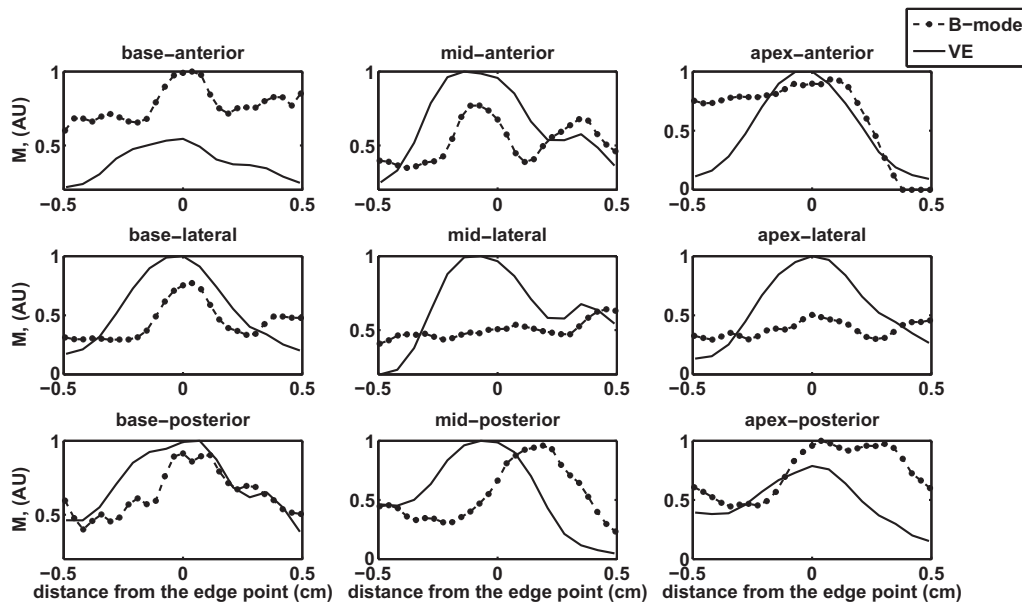 B−mode
VE
base−anterior mid−anterior apex−anterior
M, (AU)
1 1 1
0.5 0.5 0.5
0
−0.5 0 0.5 −0.5 0 0.5 −0.5 0 0.5
base−lateral mid−lateral apex−lateral
M, (AU)
1 1 1
0.5 0.5 0.5
0 0
−0.5 0 0.5 −0.5 0 0.5 −0.5 0 0.5
base−posterior mid−posterior apex−posterior
M, (AU)
1 1 1
0.5 0.5 0.5
0 0
−0.5 0 0.5 −0.5 0 0.5 −0.5 0 0.5
distance from the edge point (cm) distance from the edge point (cm) distance from the edge point (cm)